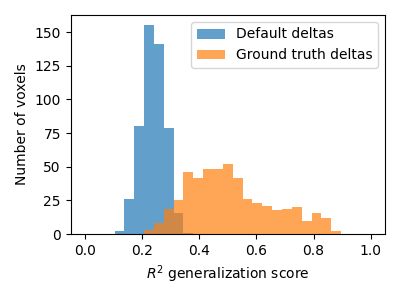 Default deltas
Ground truth deltas
150
125
100
75
50
25
0
Number of voxels
0.0 0.2 0.4 0.6 0.8 1.0
R² generalization score